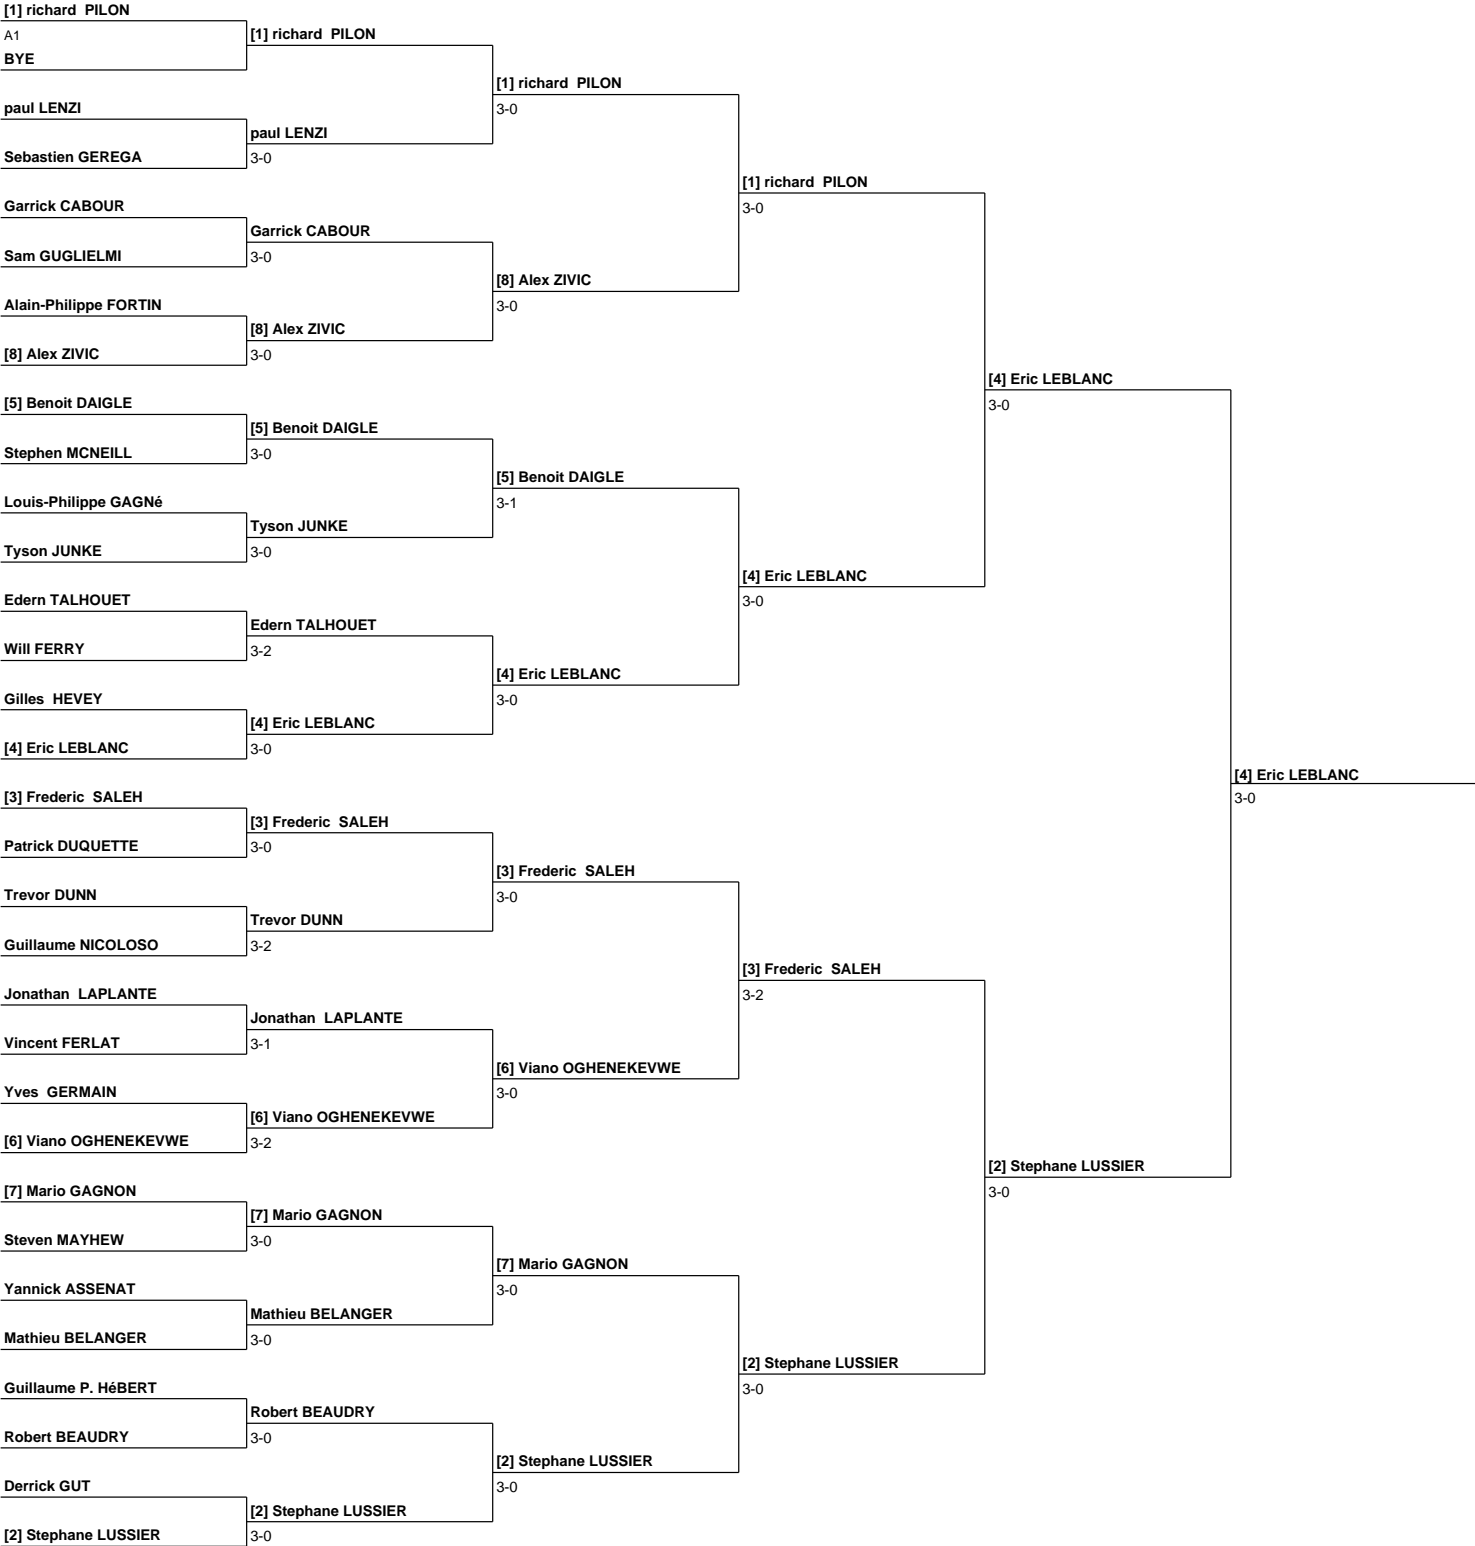 [1] richard  PILON
A1
BYE
paul LENZI
Sebastien GEREGA
Garrick CABOUR
Sam GUGLIELMI
Alain-Philippe FORTIN
[8] Alex ZIVIC
[5] Benoit DAIGLE
Stephen MCNEILL
Louis-Philippe GAGNé
Tyson JUNKE
Edern TALHOUET
Will FERRY
Gilles  HEVEY
[4] Eric LEBLANC
[3] Frederic  SALEH
Patrick DUQUETTE
Trevor DUNN
Guillaume NICOLOSO
Jonathan  LAPLANTE
Vincent FERLAT
Yves  GERMAIN
[6] Viano OGHENEKEVWE
[7] Mario GAGNON
Steven MAYHEW
Yannick ASSENAT
Mathieu BELANGER
Guillaume P. HéBERT
Robert BEAUDRY
Derrick GUT
[2] Stephane LUSSIER
[1] richard  PILON
paul LENZI
3-0
Garrick CABOUR
3-0
[8] Alex ZIVIC
3-0
[5] Benoit DAIGLE
3-0
Tyson JUNKE
3-0
Edern TALHOUET
3-2
[4] Eric LEBLANC
3-0
[3] Frederic  SALEH
3-0
Trevor DUNN
3-2
Jonathan  LAPLANTE
3-1
[6] Viano OGHENEKEVWE
3-2
[7] Mario GAGNON
3-0
Mathieu BELANGER
3-0
Robert BEAUDRY
3-0
[2] Stephane LUSSIER
3-0
[1] richard  PILON
3-0
[8] Alex ZIVIC
3-0
[5] Benoit DAIGLE
3-1
[4] Eric LEBLANC
3-0
[3] Frederic  SALEH
3-0
[6] Viano OGHENEKEVWE
3-0
[7] Mario GAGNON
3-0
[2] Stephane LUSSIER
3-0
[1] richard  PILON
3-0
[4] Eric LEBLANC
3-0
[3] Frederic  SALEH
3-2
[2] Stephane LUSSIER
3-0
[4] Eric LEBLANC
3-0
[2] Stephane LUSSIER
3-0
[4] Eric LEBLANC
3-0